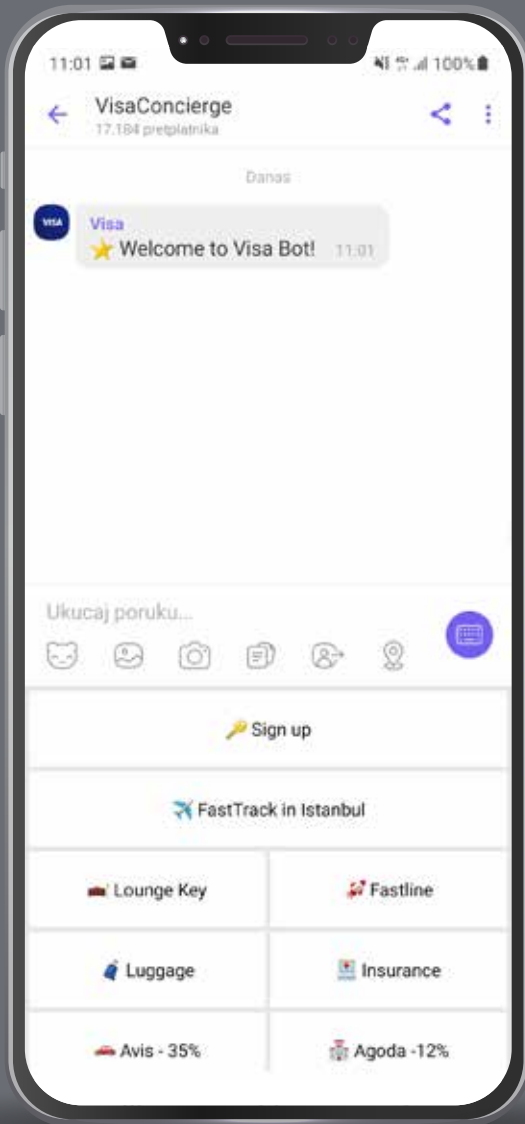 11:01
100%
VisaConcierge
17.184 pretplatnika
Danas
VISA
Visa
Welcome to Visa Bot! 11:01
Ukucaj poruku...
Sign up
FastTrack in Istanbul
Lounge Key
Fastline
Luggage
Insurance
Avis - 35%
Agoda -12%